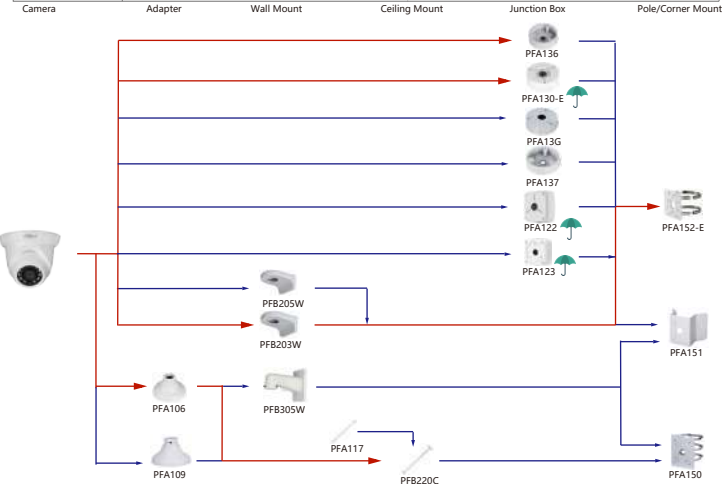 Camera Adapter Wall Mount Ceiling Mount Junction Box Pole/Corner Mount
PFA136
PFA130-E
PFA13G
PFA137
PFA122 PFA152-E
PFA123
PFB205W
PFB203W
PFA151
PFA106 PFB305W
PFA117
PFA109 PFB220C PFA150